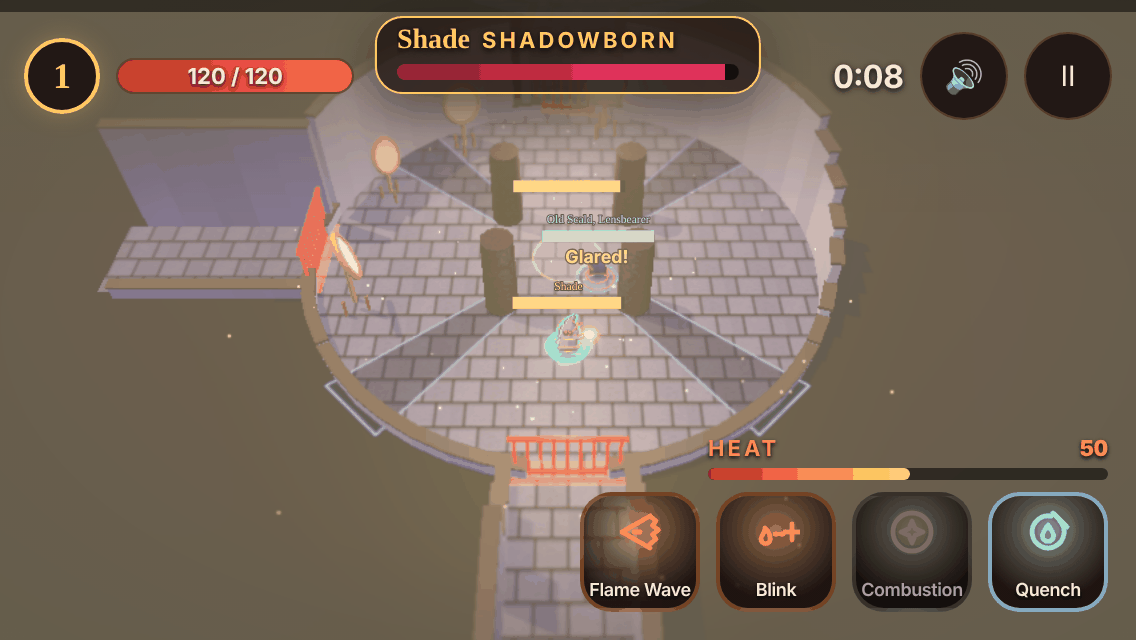 1
120 / 120
Shade SHADOWBORN
0:08
Old Scald, Lensbearer
Glared!
Shade
HEAT 50
Flame Wave
Blink
Combustion
Quench